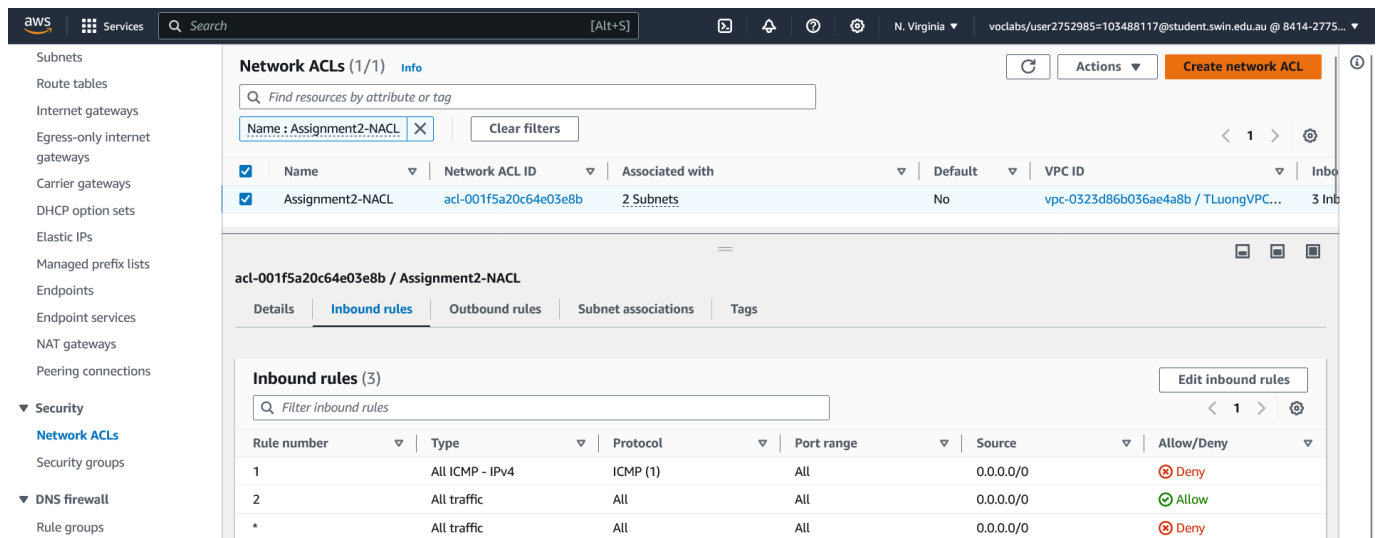 aws Services Search [Alt+S] N. Virginia voclabs/user2752985=103488117@student.swin.edu.au @ 8414-2775...
Subnets
Route tables
Internet gateways
Egress-only internet
gateways
Carrier gateways
DHCP option sets
Elastic IPs
Managed prefix lists
Endpoints
Endpoint services
NAT gateways
Peering connections
Security
Network ACLs
Security groups
DNS firewall
Rule groups
Network ACLs (1/1) Info Actions Create network ACL
Find resources by attribute or tag
Name : Assignment2-NACL Clear filters
1
Name Network ACL ID Associated with Default VPC ID Inbo
Assignment2-NACL acl-001f5a20c64e03e8b 2 Subnets No vpc-0323d86b036ae4a8b / TLuongVPC... 3 Inb
acl-001f5a20c64e03e8b / Assignment2-NACL
Details Inbound rules Outbound rules Subnet associations Tags
Inbound rules (3) Edit inbound rules
Filter inbound rules 1
Rule number Type Protocol Port range Source Allow/Deny
1 All ICMP - IPv4 ICMP (1) All 0.0.0.0/0 Deny
2 All traffic All All 0.0.0.0/0 Allow
* All traffic All All 0.0.0.0/0 Deny